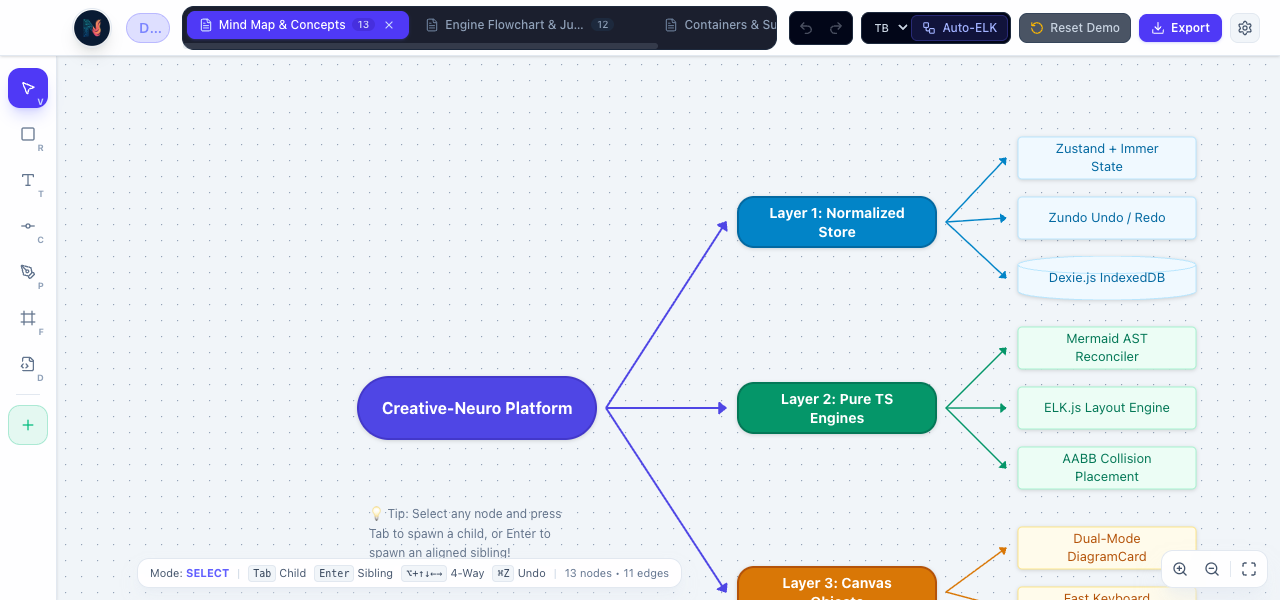 D...
Mind Map & Concepts 13
Engine Flowchart & Ju... 12
Containers & Su
TB
Auto-ELK
Reset Demo
Export
V
R
T
C
P
F
D
Zustand + Immer
State
Layer 1: Normalized
Store
Zundo Undo / Redo
Dexie.js IndexedDB
Mermaid AST
Reconciler
Creative-Neuro Platform
Layer 2: Pure TS
Engines
ELK.js Layout Engine
AABB Collision
Placement
💡 Tip: Select any node and press
Tab to spawn a child, or Enter to
spawn an aligned sibling!
Dual-Mode
DiagramCard
Layer 3: Canvas
Objects
Fast Keyboard
Mode: SELECT | Tab Child Enter Sibling ⌥+↑↓←→ 4-Way ⌘Z Undo | 13 nodes • 11 edges